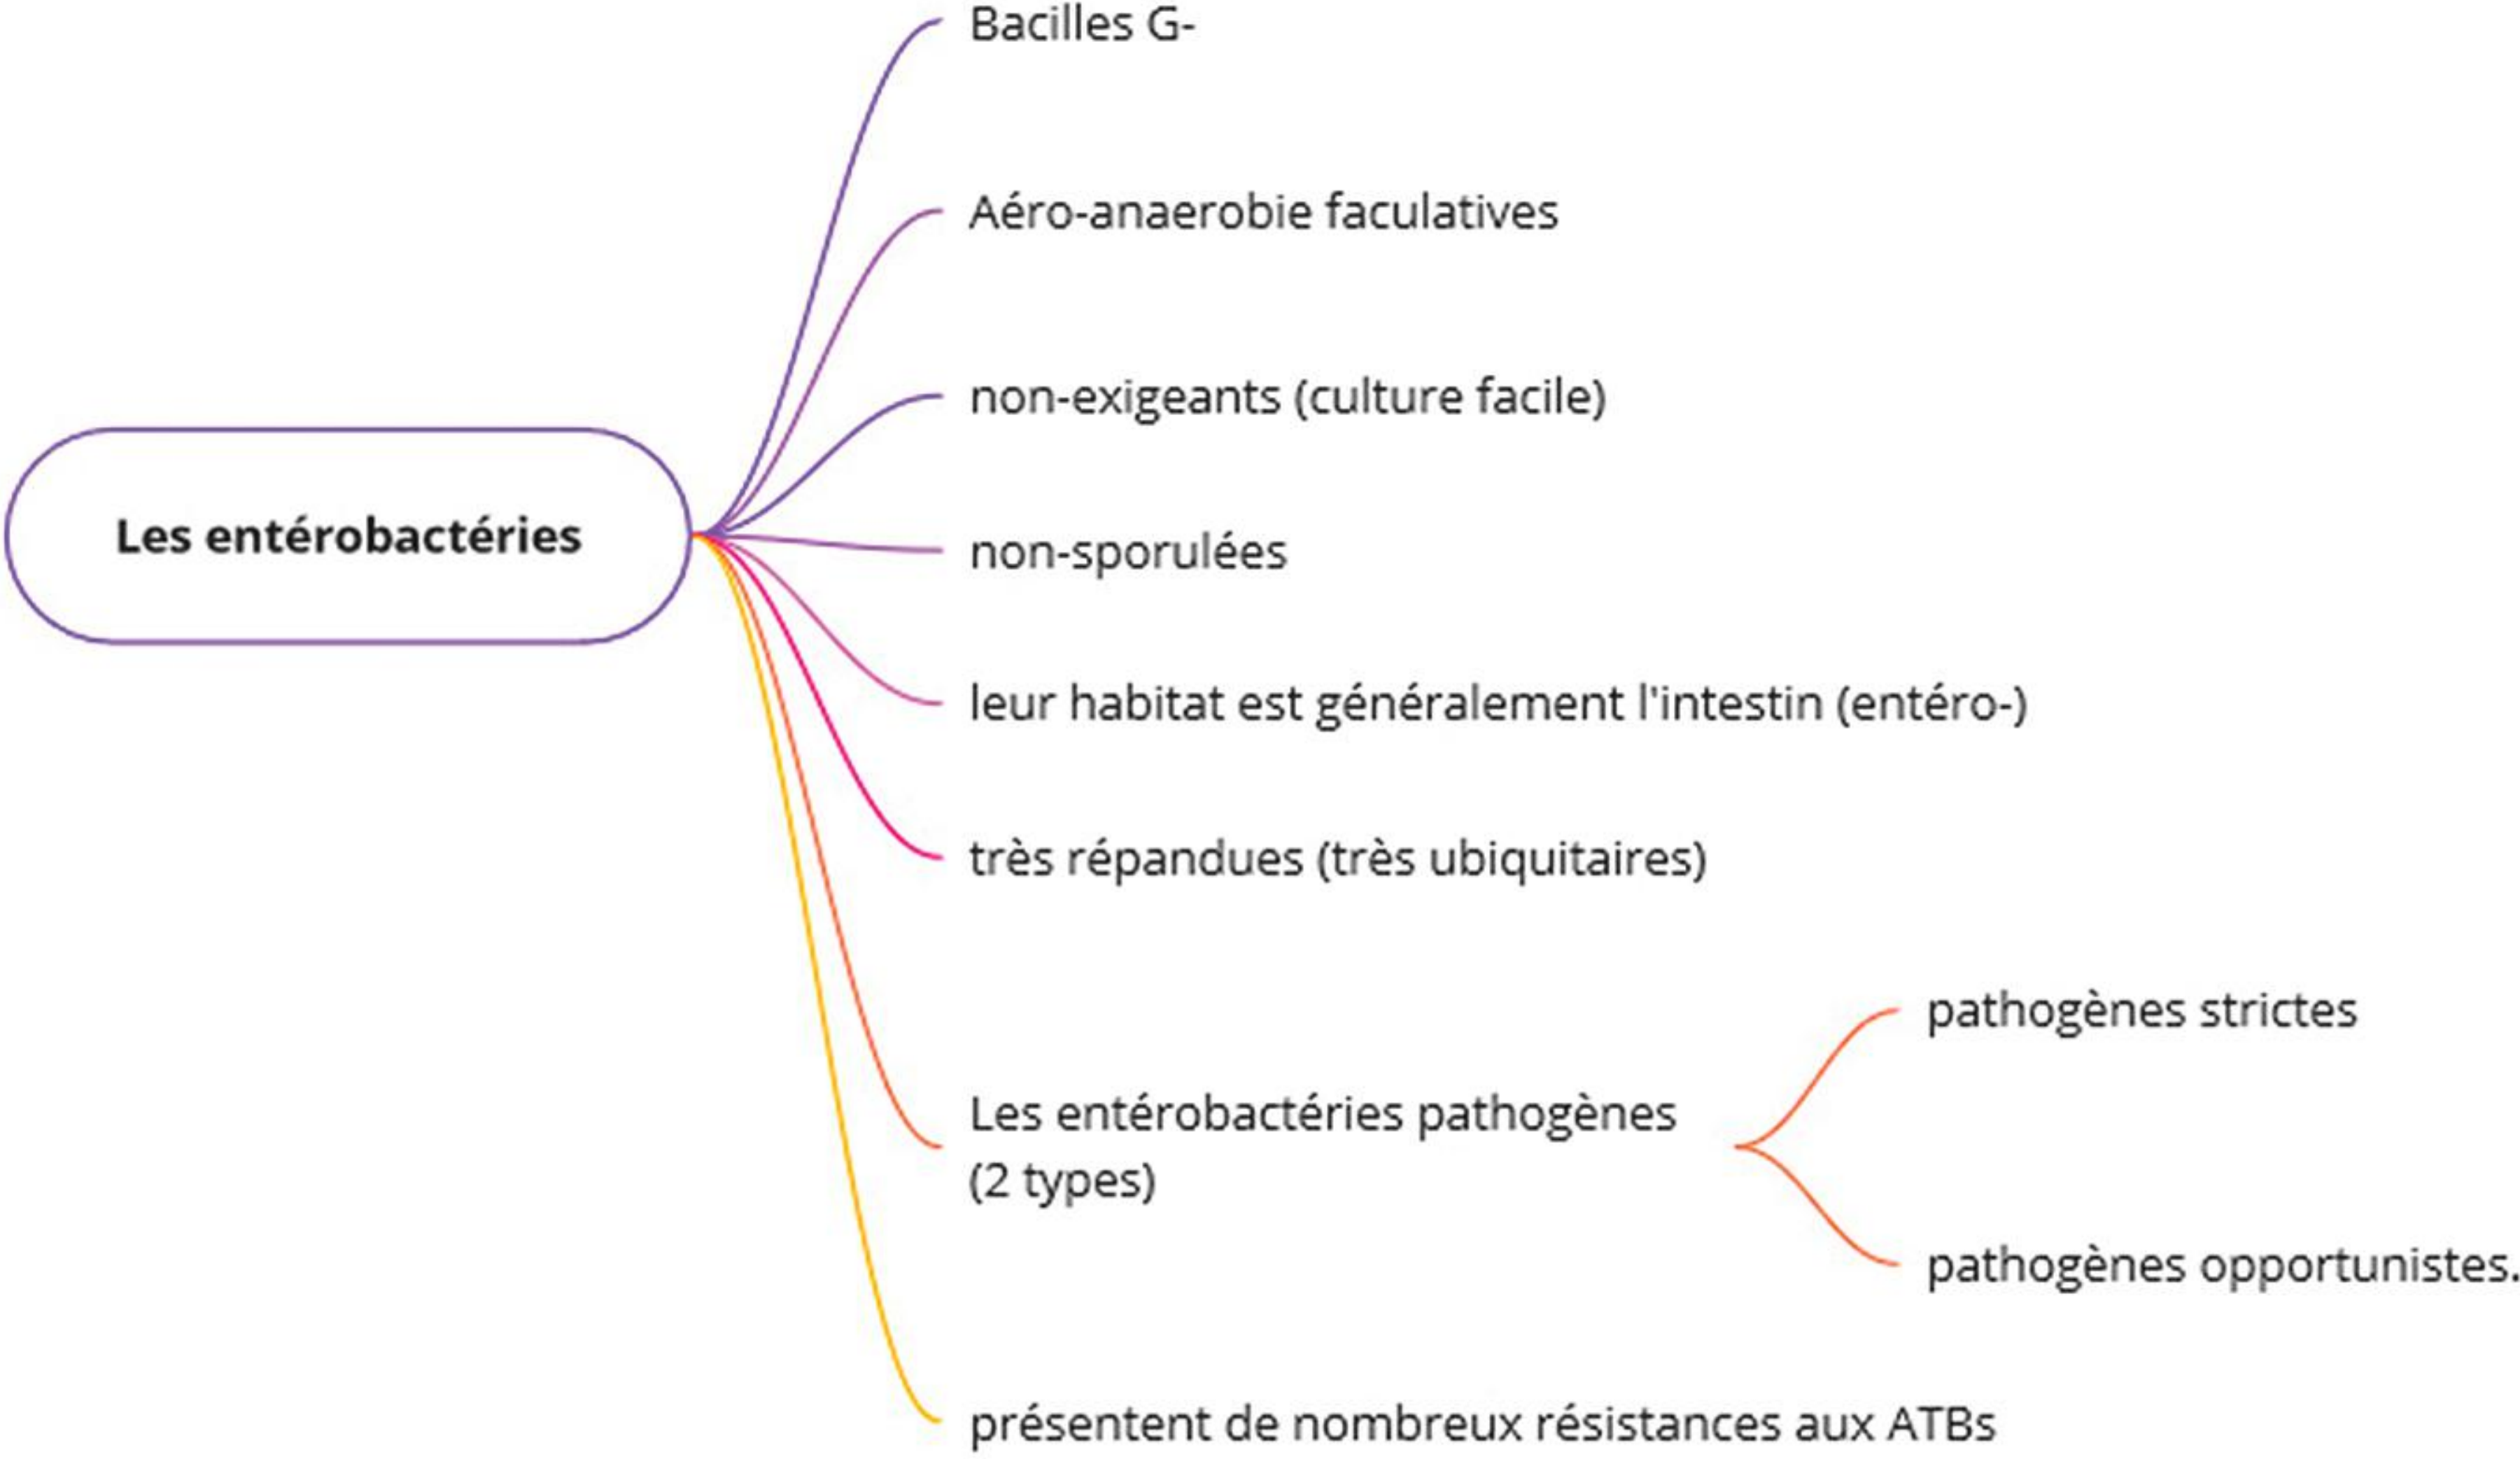 Bacilles G-
Aéro-anaerobie faculatives
non-exigeants (culture facile)
Les entérobactéries
non-sporulées
leur habitat est généralement l'intestin (entéro-)
très répandues (très ubiquitaires)
Les entérobactéries pathogènes
(2 types)
pathogènes strictes
pathogènes opportunistes.
présentent de nombreux résistances aux ATBs